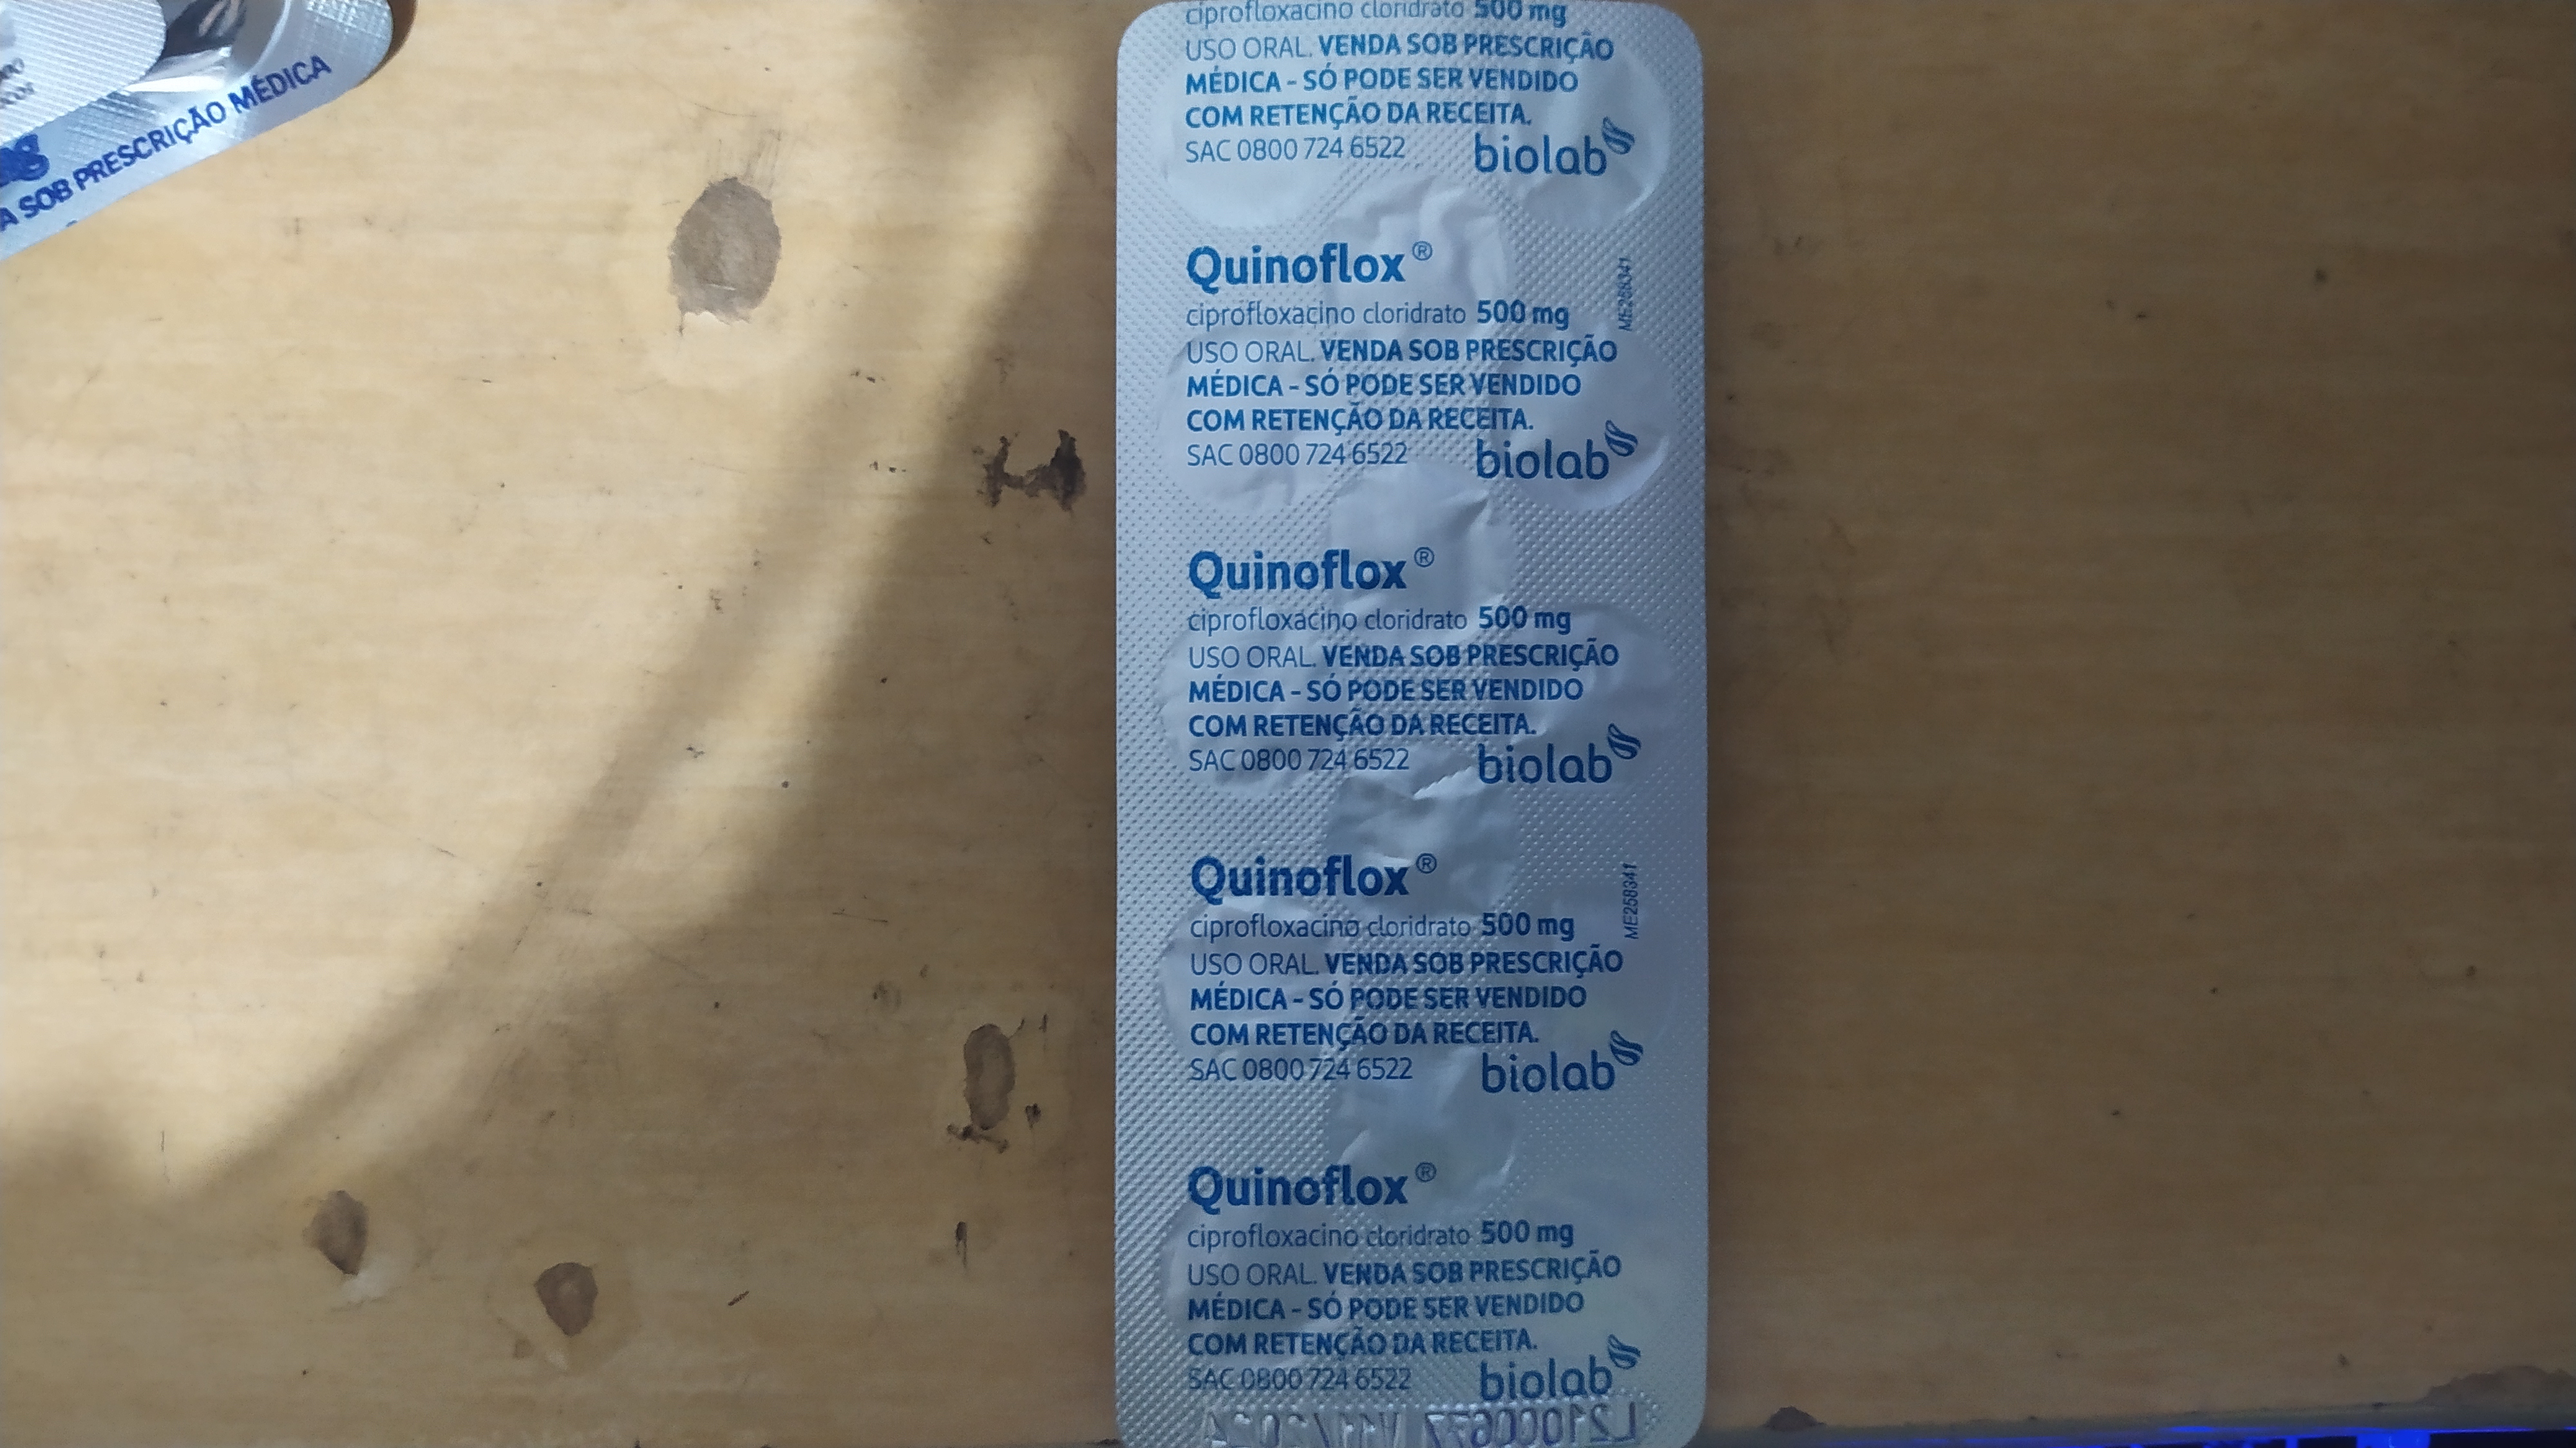 SOB PRESCRIÇÃO MÉDICA
ciprofloxacino cloridrato 500 mg
USO ORAL. VENDA SOB PRESCRIÇÃO
MÉDICA - SÓ PODE SER VENDIDO
COM RETENÇÃO DA RECEITA.
SAC 0800 724 6522 biolab
Quinoflox®
ME258341
ciprofloxacino cloridrato 500 mg
USO ORAL. VENDA SOB PRESCRIÇÃO
MÉDICA - SÓ PODE SER VENDIDO
COM RETENÇÃO DA RECEITA.
SAC 0800 724 6522 biolab
Quinoflox®
ciprofloxacino cloridrato 500 mg
USO ORAL. VENDA SOB PRESCRIÇÃO
MÉDICA - SÓ PODE SER VENDIDO
COM RETENÇÃO DA RECEITA.
SAC 0800 724 6522 biolab
Quinoflox®
ME258341
ciprofloxacino cloridrato 500 mg
USO ORAL. VENDA SOB PRESCRIÇÃO
MÉDICA - SÓ PODE SER VENDIDO
COM RETENÇÃO DA RECEITA.
SAC 0800 724 6522 biolab
Quinoflox®
ciprofloxacino cloridrato 500 mg
USO ORAL. VENDA SOB PRESCRIÇÃO
MÉDICA - SÓ PODE SER VENDIDO
COM RETENÇÃO DA RECEITA.
SAC 0800 724 6522 biolab